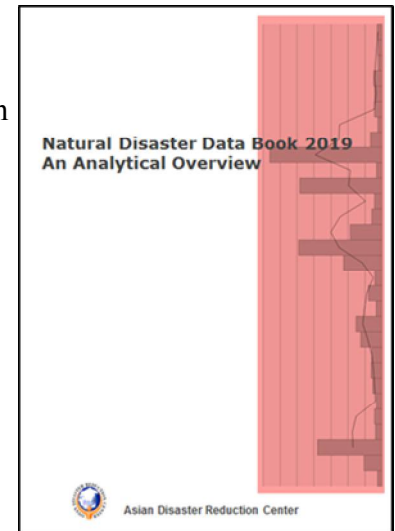 n
Natural Disaster Data Book 2019
An Analytical Overview
Asian Disaster Reduction Center